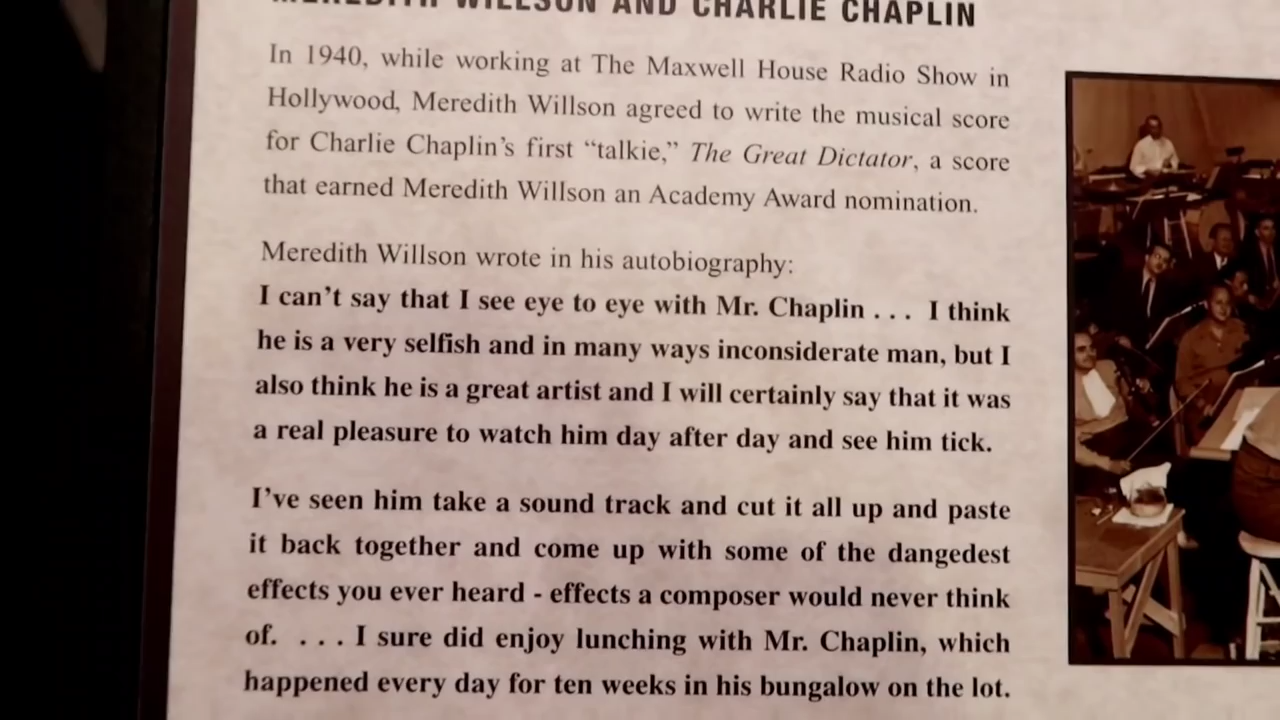 MEREDITH WILLSON AND CHARLIE CHAPLIN
In 1940, while working at The Maxwell House Radio Show in
Hollywood, Meredith Willson agreed to write the musical score
for Charlie Chaplin’s first “talkie,” The Great Dictator, a score
that earned Meredith Willson an Academy Award nomination.
Meredith Willson wrote in his autobiography:
I can’t say that I see eye to eye with Mr. Chaplin . . . I think
he is a very selfish and in many ways inconsiderate man, but I
also think he is a great artist and I will certainly say that it was
a real pleasure to watch him day after day and see him tick.
I’ve seen him take a sound track and cut it all up and paste
it back together and come up with some of the dangedest
effects you ever heard - effects a composer would never think
of. . . . I sure did enjoy lunching with Mr. Chaplin, which
happened every day for ten weeks in his bungalow on the lot.